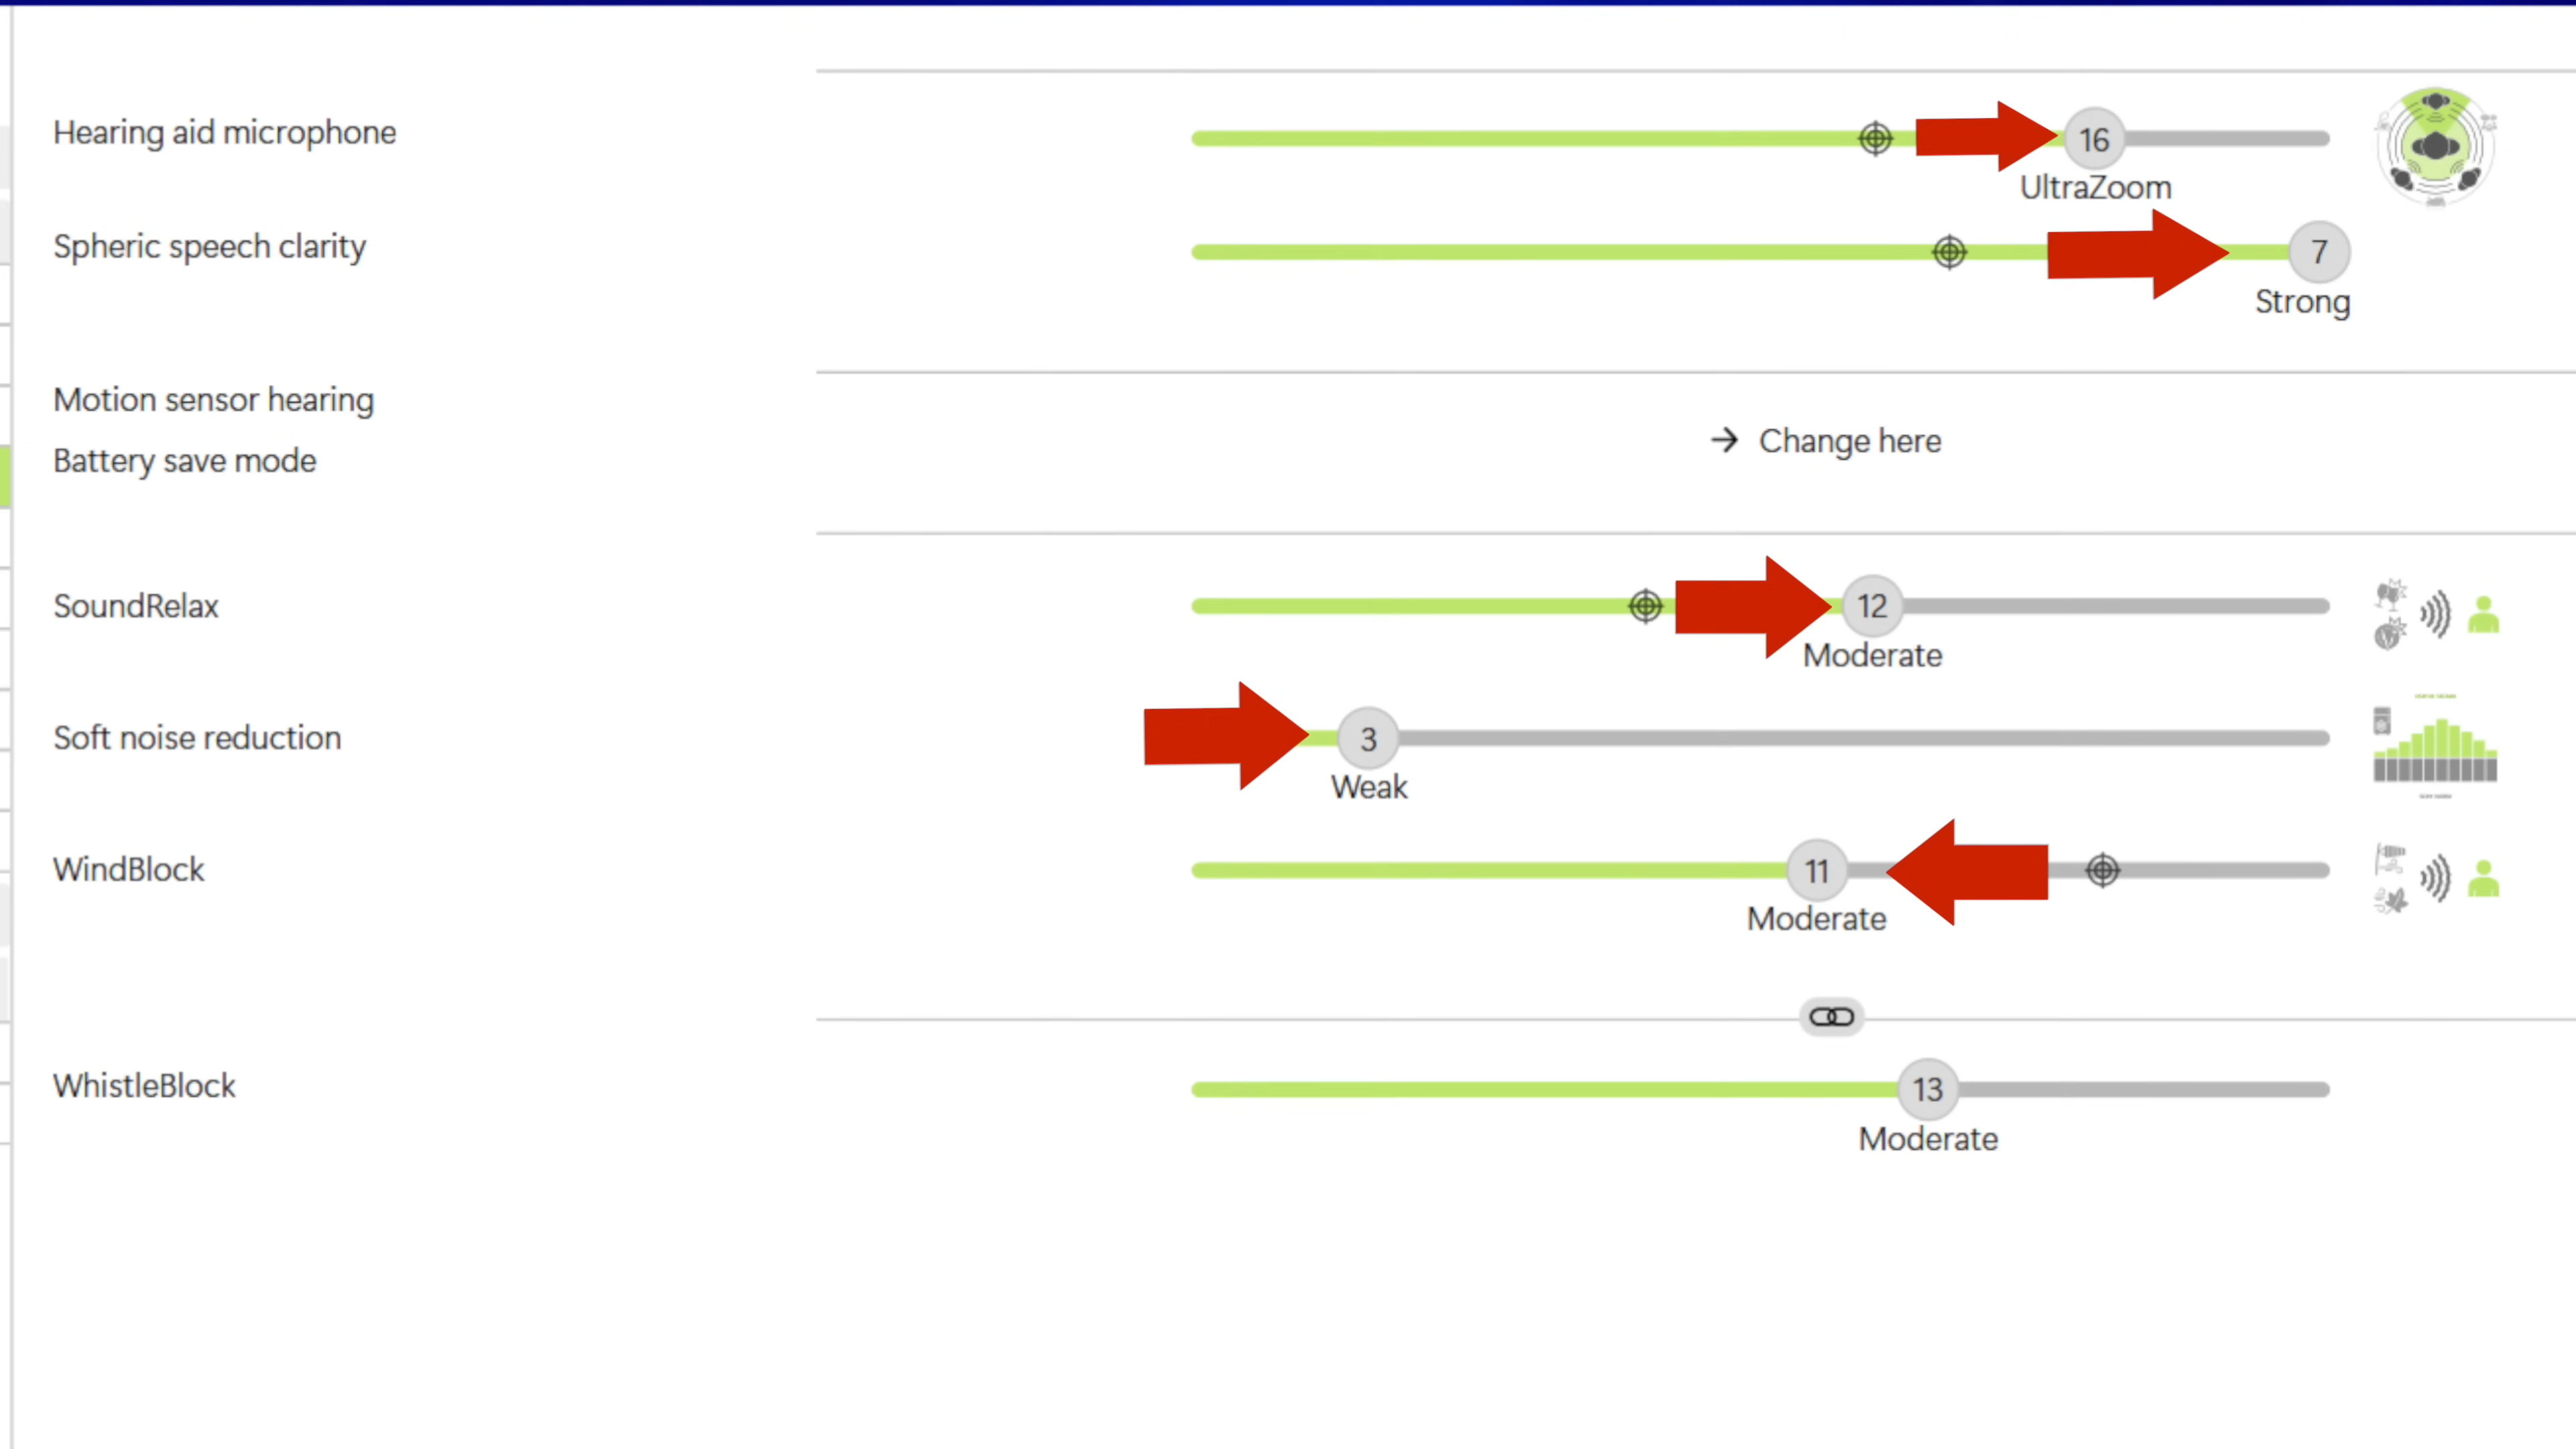 Hearing aid microphone
16
UltraZoom
Spheric speech clarity
7
Strong
Motion sensor hearing
Battery save mode
→ Change here
SoundRelax
12
Moderate
Soft noise reduction
3
Weak
WindBlock
11
Moderate
WhistleBlock
13
Moderate